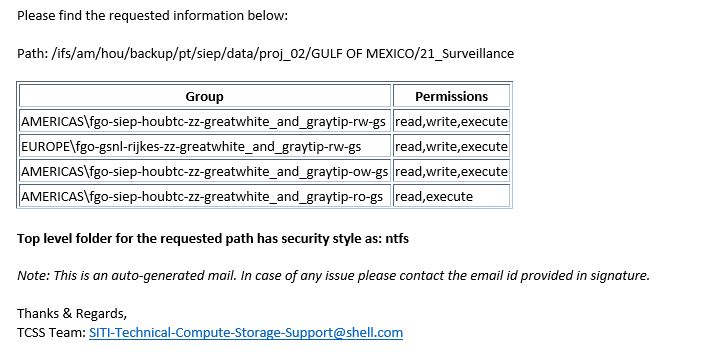 Please find the requested information below:
Path: /ifs/am/hou/backup/pt/siep/data/proj_02/GULF OF MEXICO/21_Surveillance
Group Permissions
AMERICAS\fgo-siep-houbtc-zz-greatwhite_and_graytip-rw-gs read,write,execute
EUROPE\fgo-gsnl-rijkes-zz-greatwhite_and_graytip-rw-gs read,write,execute
AMERICAS\fgo-siep-houbtc-zz-greatwhite_and_graytip-ow-gs read,write,execute
AMERICAS\fgo-siep-houbtc-zz-greatwhite_and_graytip-ro-gs read,execute
Top level folder for the requested path has security style as: ntfs
Note: This is an auto-generated mail. In case of any issue please contact the email id provided in signature.
Thanks & Regards,
TCSS Team: SITI-Technical-Compute-Storage-Support@shell.com